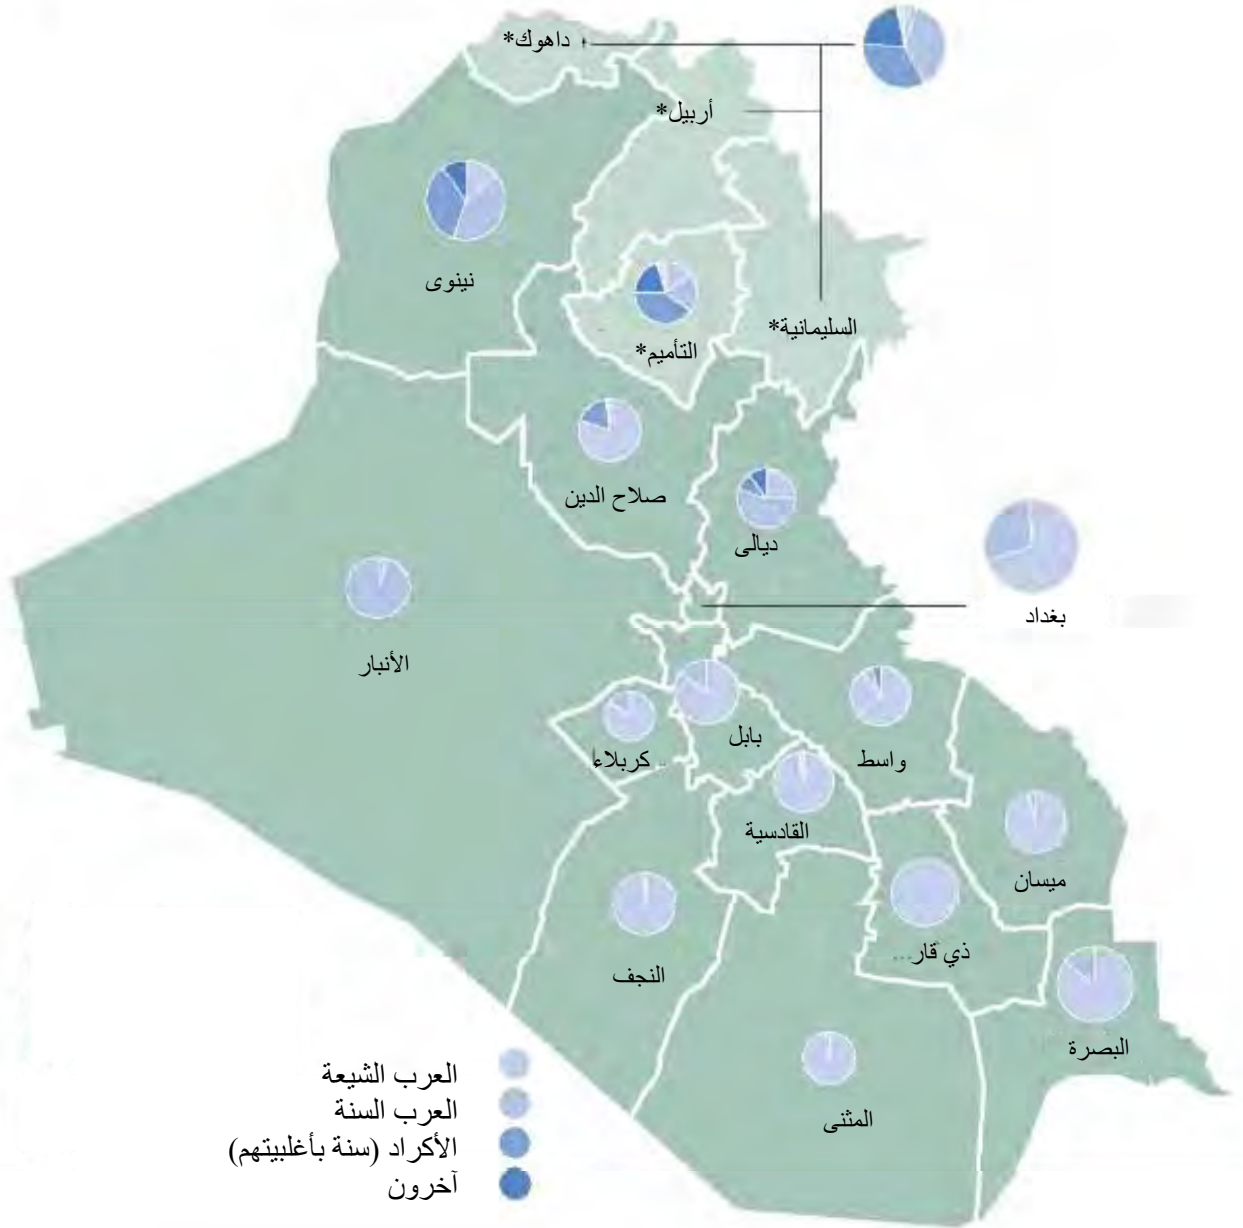 داهوك*
أربيل*
نينوى
السليمانية*
التأميم*
صلاح الدين
ديالى
بغداد
الأنبار
بابل
كربلاء
واسط
القادسية
ميسان
ذي قار...
النجف
البصرة
المثنى
العرب الشيعة
العرب السنة
الأكراد (سنة بأغلبيتهم)
آخرون